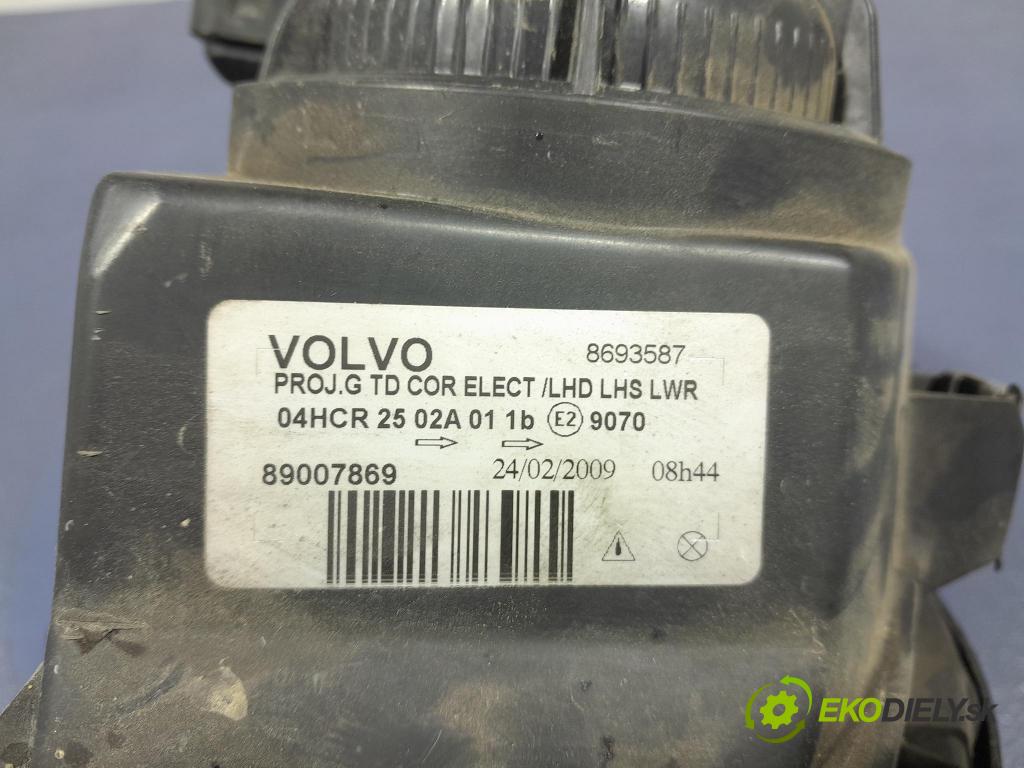 VOLVO 8693587
PROJ.G TD COR ELECT /LHD LHS LWR
04HCR 25 02A 01 1b E2 9070
89007869 24/02/2009 08h44
EKODIELY.sk